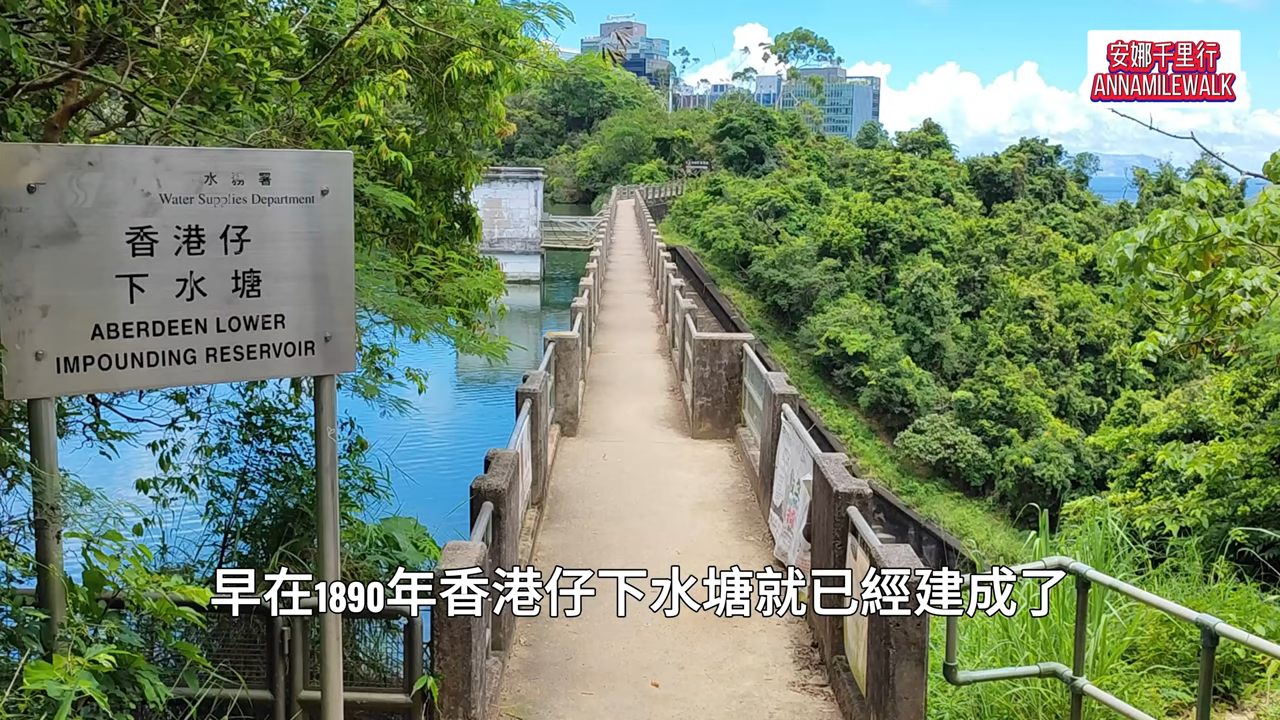 安娜千里行
ANNAMILEWALK
水務署
Water Supplies Department
香港仔
下水塘
ABERDEEN LOWER
IMPOUNDING RESERVOIR
早在1890年香港仔下水塘就已經建成了